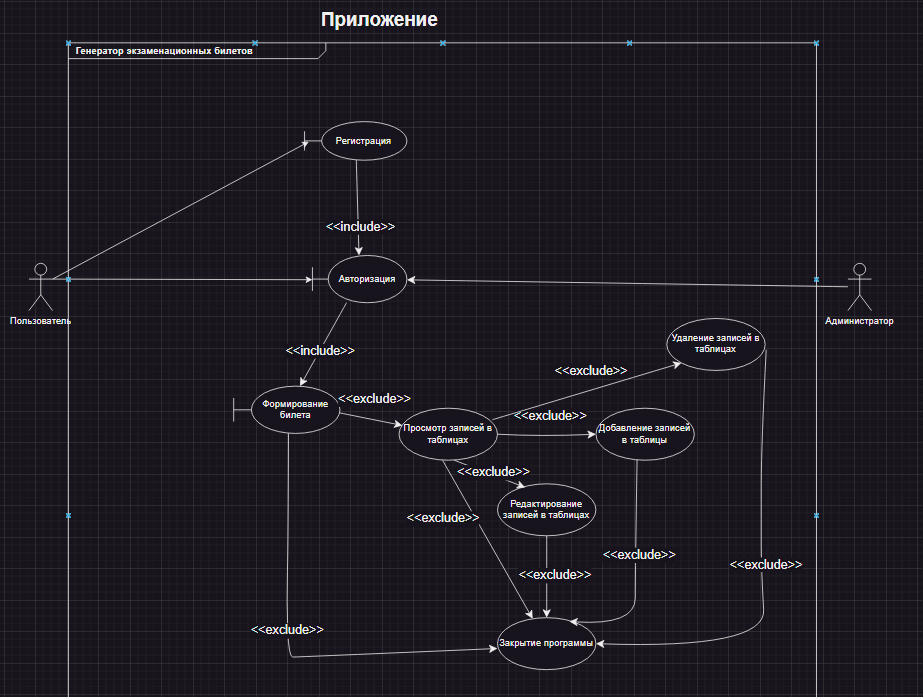 Приложение
Генератор экзаменационных билетов
Регистрация
<<include>>
Авторизация
Пользователь
Администратор
<<include>>
Удаление записей в
таблицах
<<exclude>>
Формирование
билета
<<exclude>>
Просмотр записей в
таблицах
<<exclude>>
Добавление записей
в таблицы
<<exclude>>
Редактирование
записей в таблицах
<<exclude>>
<<exclude>>
<<exclude>>
<<exclude>>
<<exclude>>
Закрытие программы